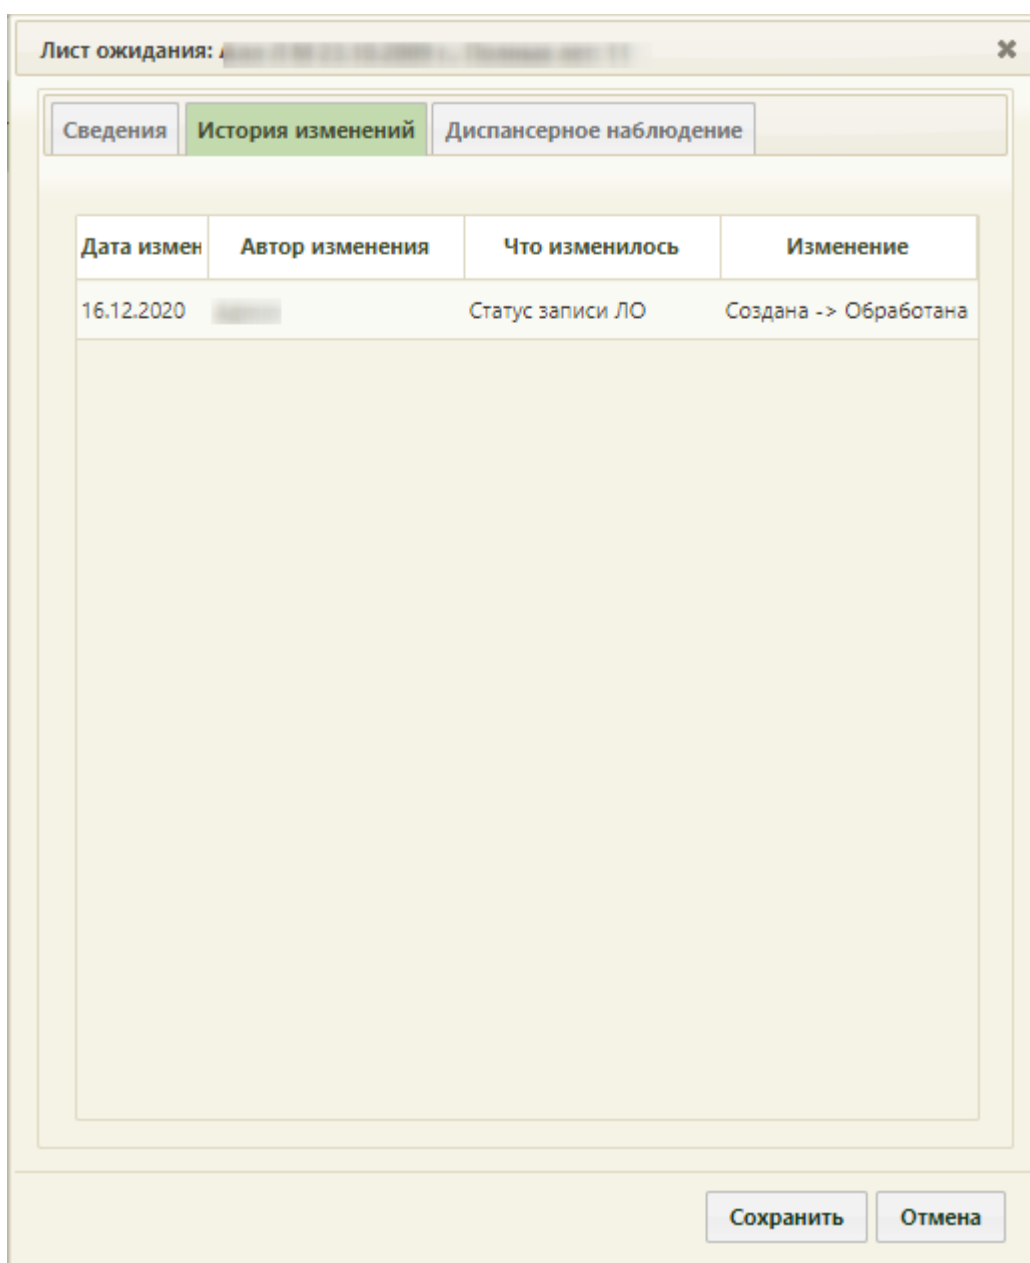 Лист ожидания:
Сведения История изменений Диспансерное наблюдение
Дата измен Автор изменения Что изменилось Изменение
16.12.2020 Статус записи ЛО Создана -> Обработана
Сохранить Отмена